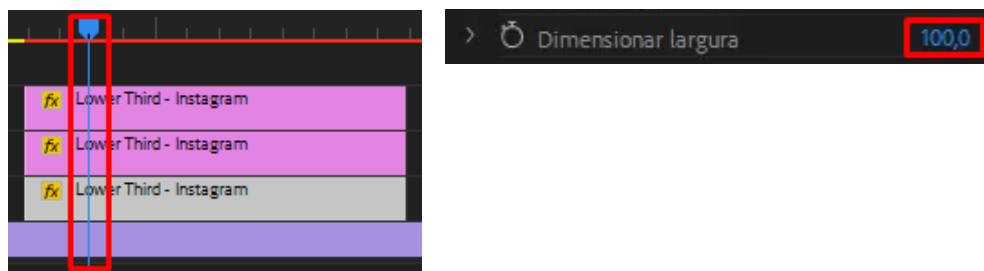 Dimensionar largura
100,0
fx Lower Third - Instagram
fx Lower Third - Instagram
fx Lower Third - Instagram